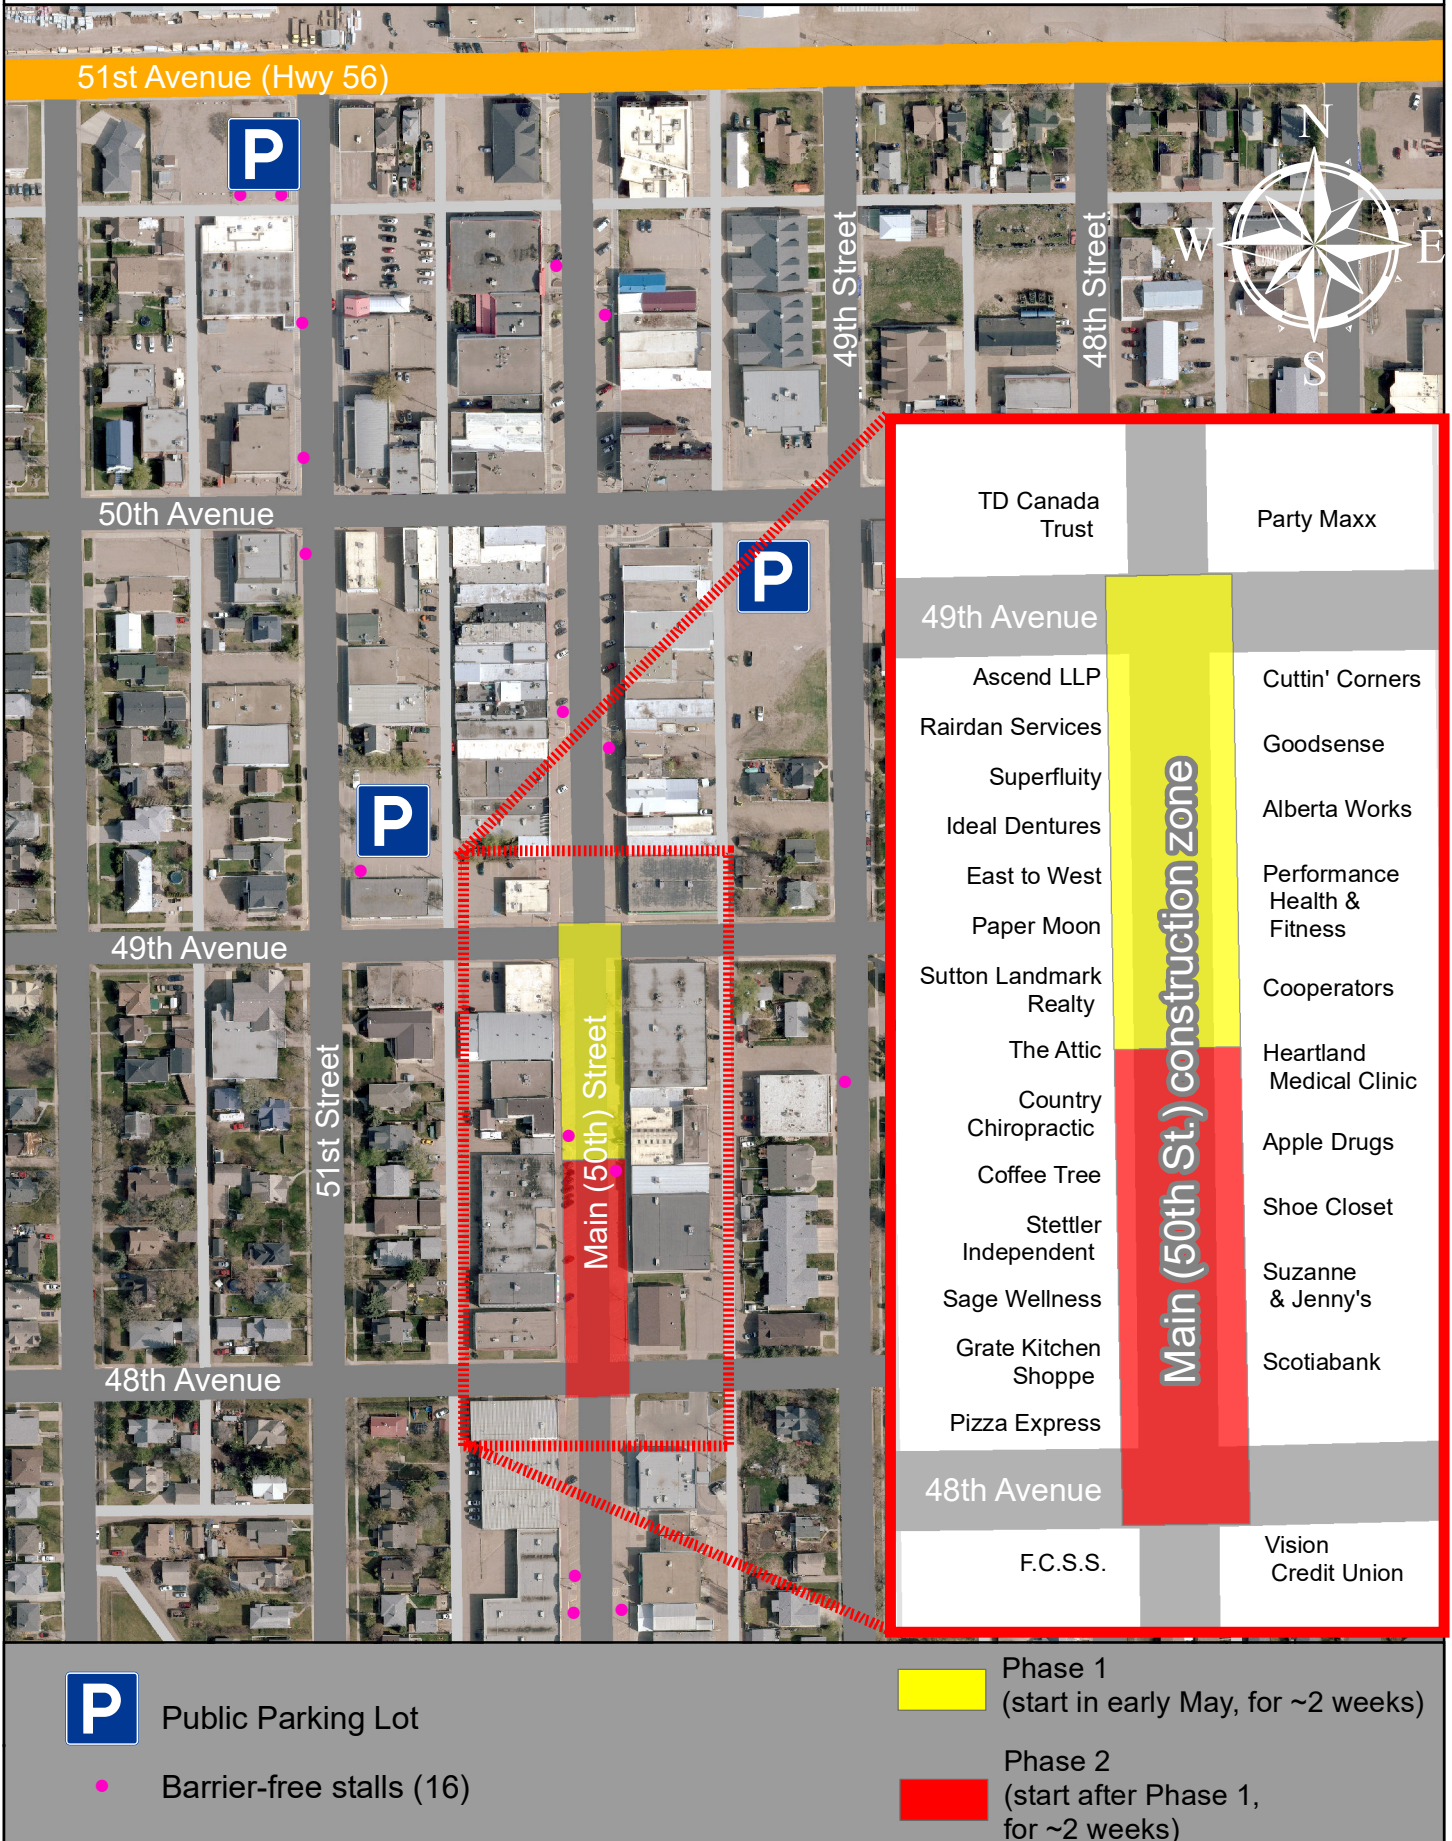 51st Avenue (Hwy 56)
P
N
W
E
S
49th Street
48th Street
50th Avenue
P
P
49th Avenue
51st Street
Main (50th) Street
48th Avenue
TD Canada
Trust
Party Maxx
49th Avenue
Ascend LLP
Rairdan Services
Superfluity
Ideal Dentures
East to West
Paper Moon
Sutton Landmark
Realty
The Attic
Country
Chiropractic
Coffee Tree
Stettler
Independent
Sage Wellness
Grate Kitchen
Shoppe
Pizza Express
Main (50th St.) construction zone
Cuttin' Corners
Goodsense
Alberta Works
Performance
Health &
Fitness
Cooperators
Heartland
Medical Clinic
Apple Drugs
Shoe Closet
Suzanne
& Jenny's
Scotiabank
48th Avenue
F.C.S.S.
Vision
Credit Union
P
Public Parking Lot
Barrier-free stalls (16)
Phase 1
(start in early May, for ~2 weeks)
Phase 2
(start after Phase 1,
for ~2 weeks)